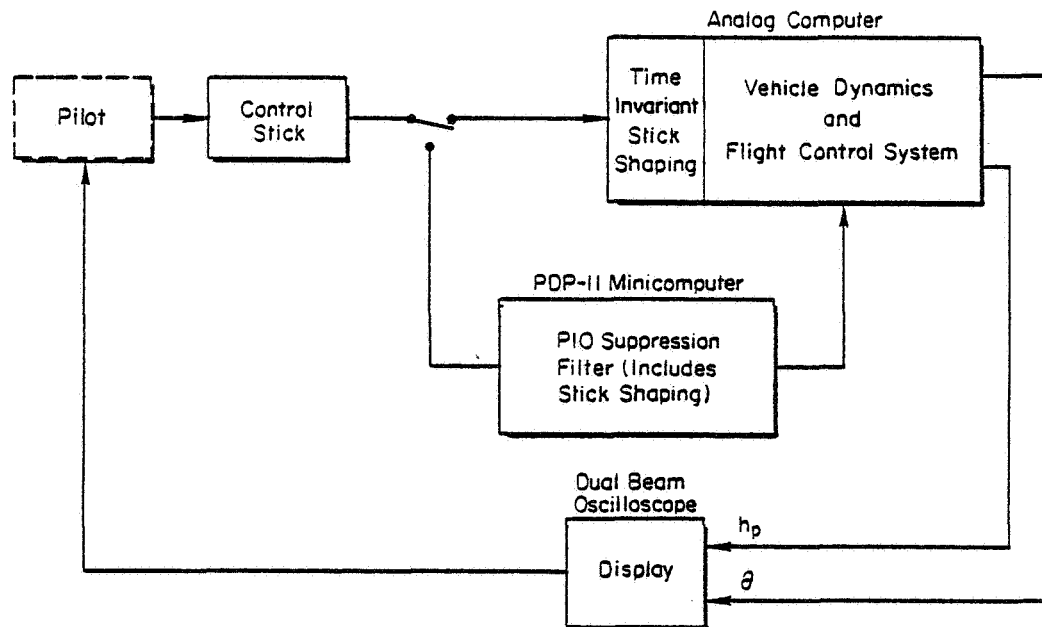 Analog Computer
Pilot
Control
Stick
Time
Invariant
Stick
Shaping
Vehicle Dynamics
and
Flight Control System
PDP-11 Minicomputer
PIO Suppression
Filter (Includes
Stick Shaping)
Dual Beam
Oscilloscope
Display
hp
θ